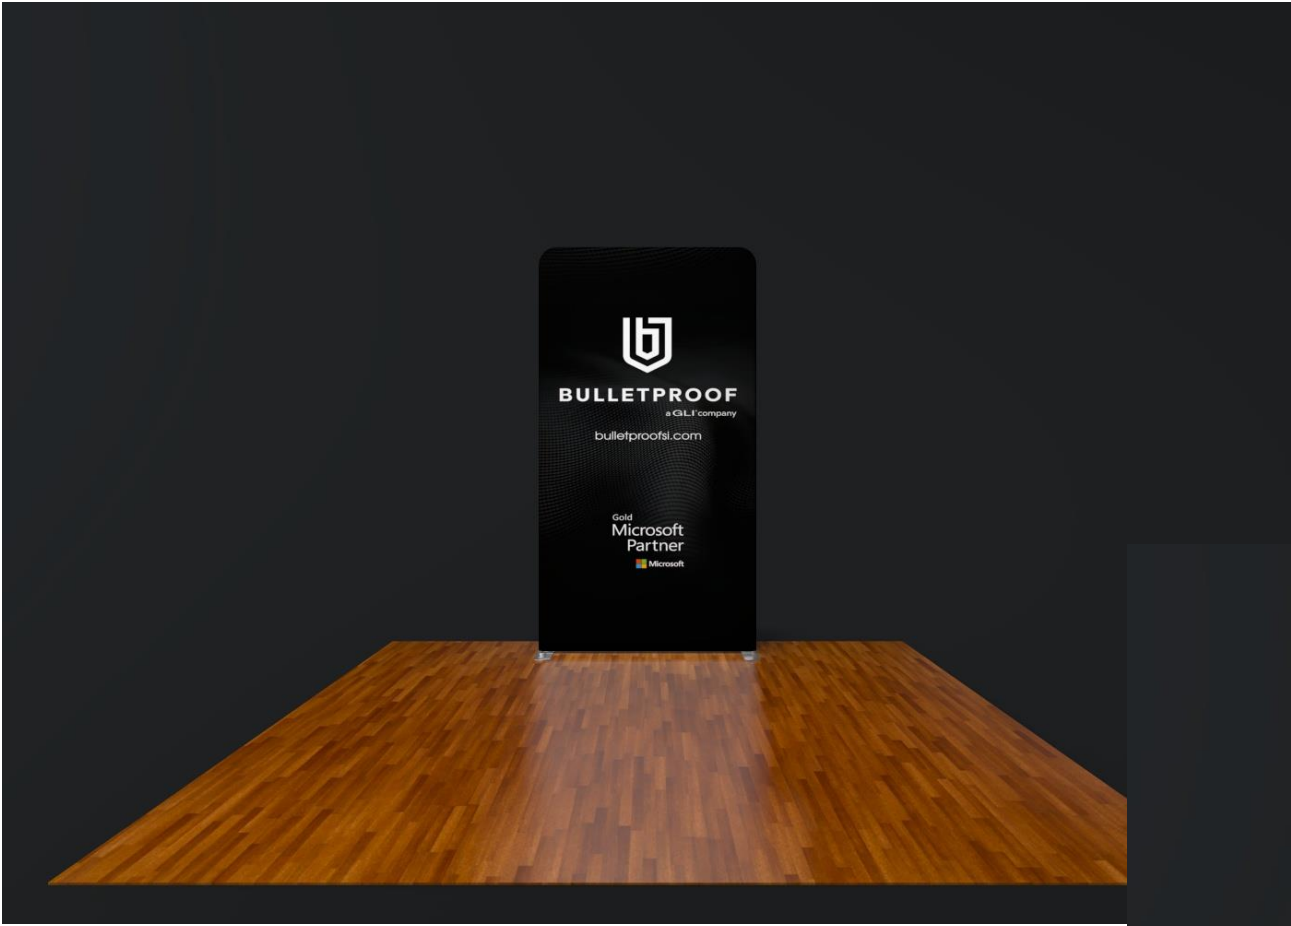 BULLETPROOF
a GLI® company
bulletproofsi.com
Gold
Microsoft
Partner
Microsoft